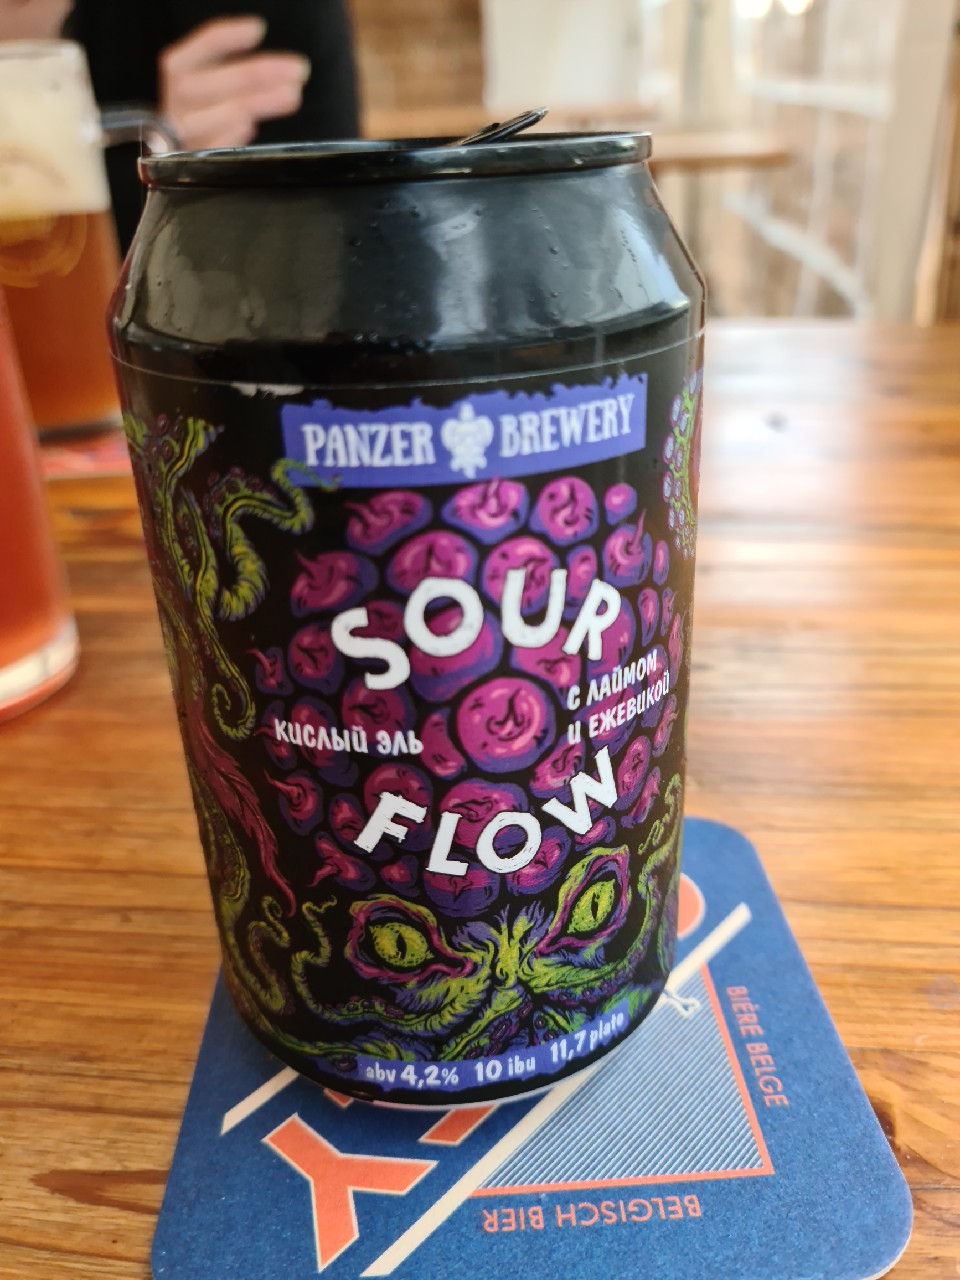 PANZER BREWERY
SOUR
с лаймом
и ежевикой
кислый эль
FLOW
abv 4,2% 10 ibu 11,7 plato
BIÈRE BELGE
BELGISCH BIER